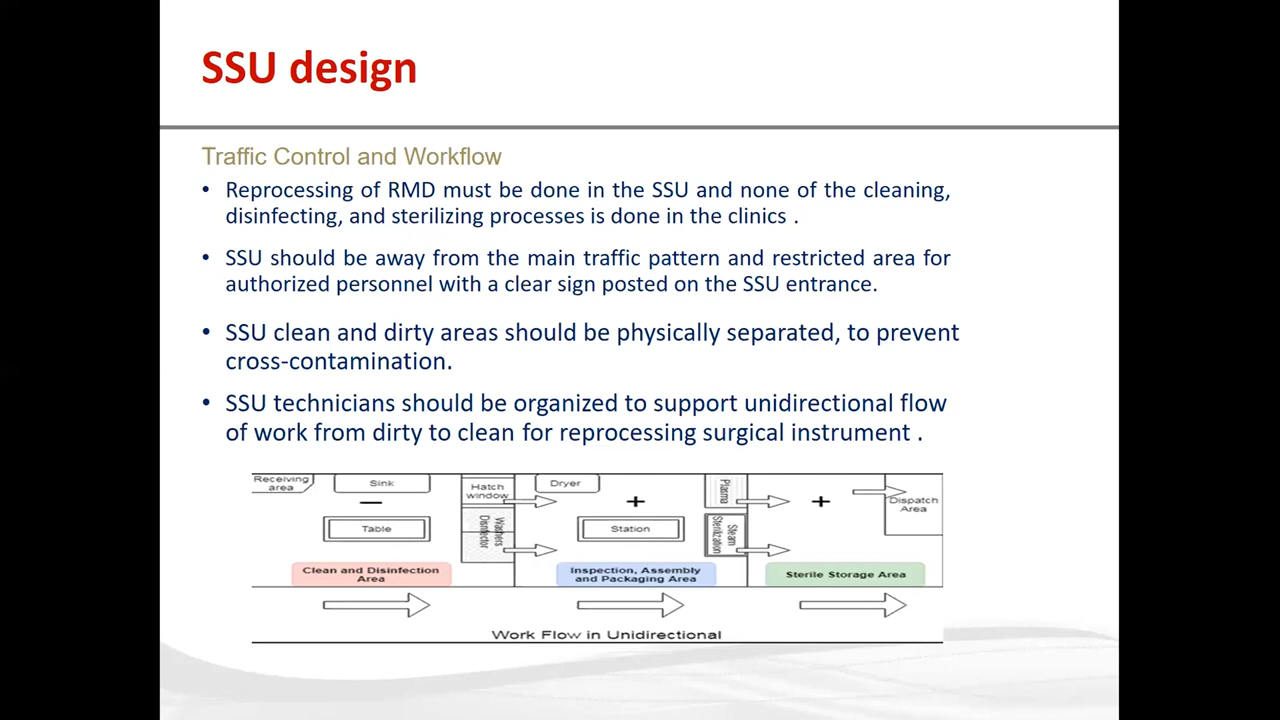 SSU design
Traffic Control and Workflow
• Reprocessing of RMD must be done in the SSU and none of the cleaning,
disinfecting, and sterilizing processes is done in the clinics .
• SSU should be away from the main traffic pattern and restricted area for
authorized personnel with a clear sign posted on the SSU entrance.
• SSU clean and dirty areas should be physically separated, to prevent
cross-contamination.
• SSU technicians should be organized to support unidirectional flow
of work from dirty to clean for reprocessing surgical instrument .
Receiving
area
Sink
−
Table
Hatch
window
Washers
Disinfector
Clean and Disinfection
Area
Dryer
+
Station
Plasma
Steam
Sterilization
Inspection, Assembly
and Packaging Area
+
Dispatch
Area
Sterile Storage Area
Work Flow in Unidirectional